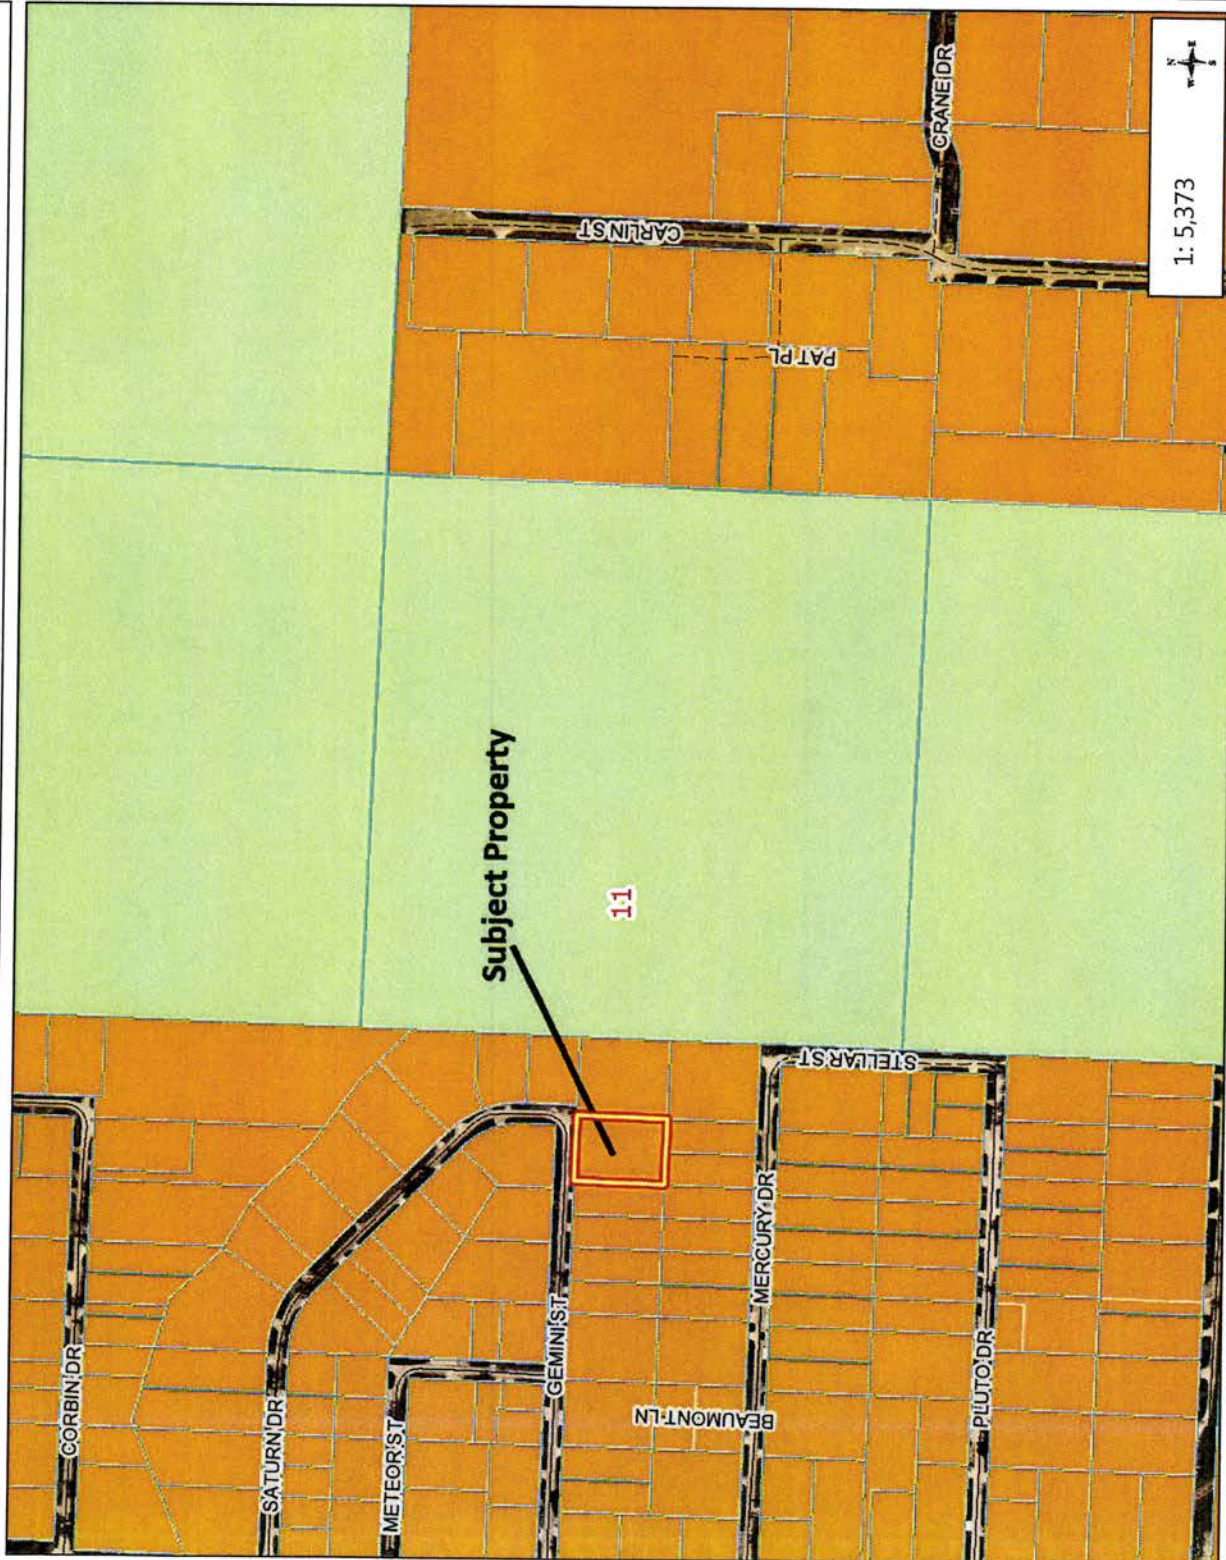 CORBIN DR
SATURN DR
METEOR ST
GEMINI ST
BEAUMONT LN
MERCURY DR
PLUTO DR
STELLAR ST
Subject Property
11
CARLIN ST
PAT PL
CRANE DR
1: 5,373
N
W
E
S